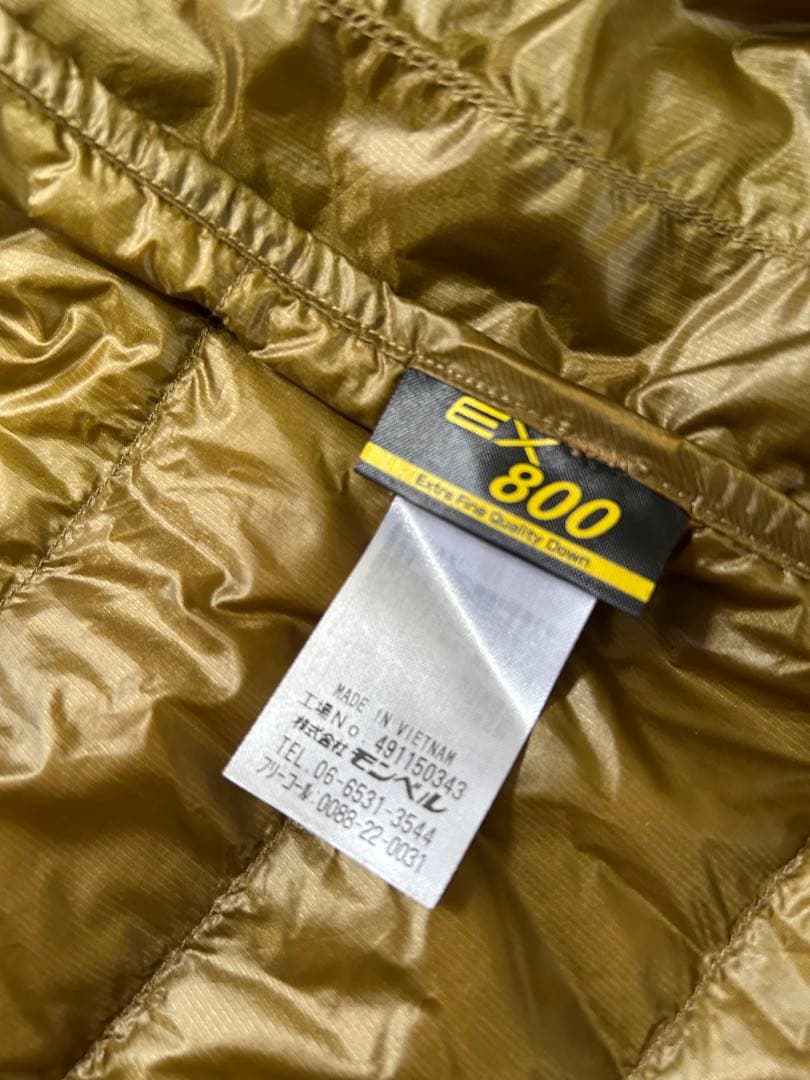 EX
800
Extra Fine Quality Down
MADE IN VIETNAM
工場No. 491150343
株式会社 モンベル
TEL.06-6531-3544
フリーコール.0088-22-0031